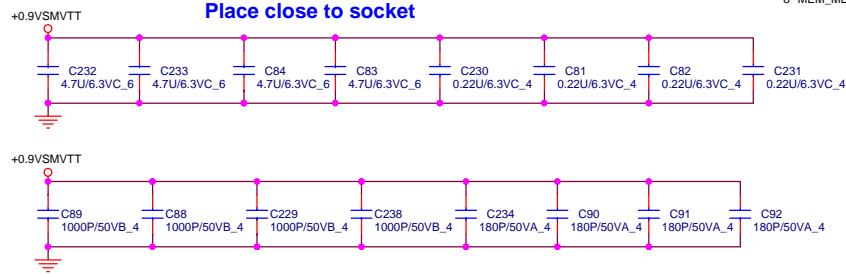 Place close to socket
+0.9VSMVTT
C232 C233 C84 C83 C230 C81 C82 C231
4.7U/6.3VC_6 4.7U/6.3VC_6 4.7U/6.3VC_6 4.7U/6.3VC_6 0.22U/6.3VC_4 0.22U/6.3VC_4 0.22U/6.3VC_4 0.22U/6.3VC_4
+0.9VSMVTT
C89 C88 C229 C238 C234 C90 C91 C92
1000P/50VB_4 1000P/50VB_4 1000P/50VB_4 1000P/50VB_4 180P/50VA_4 180P/50VA_4 180P/50VA_4 180P/50VA_4